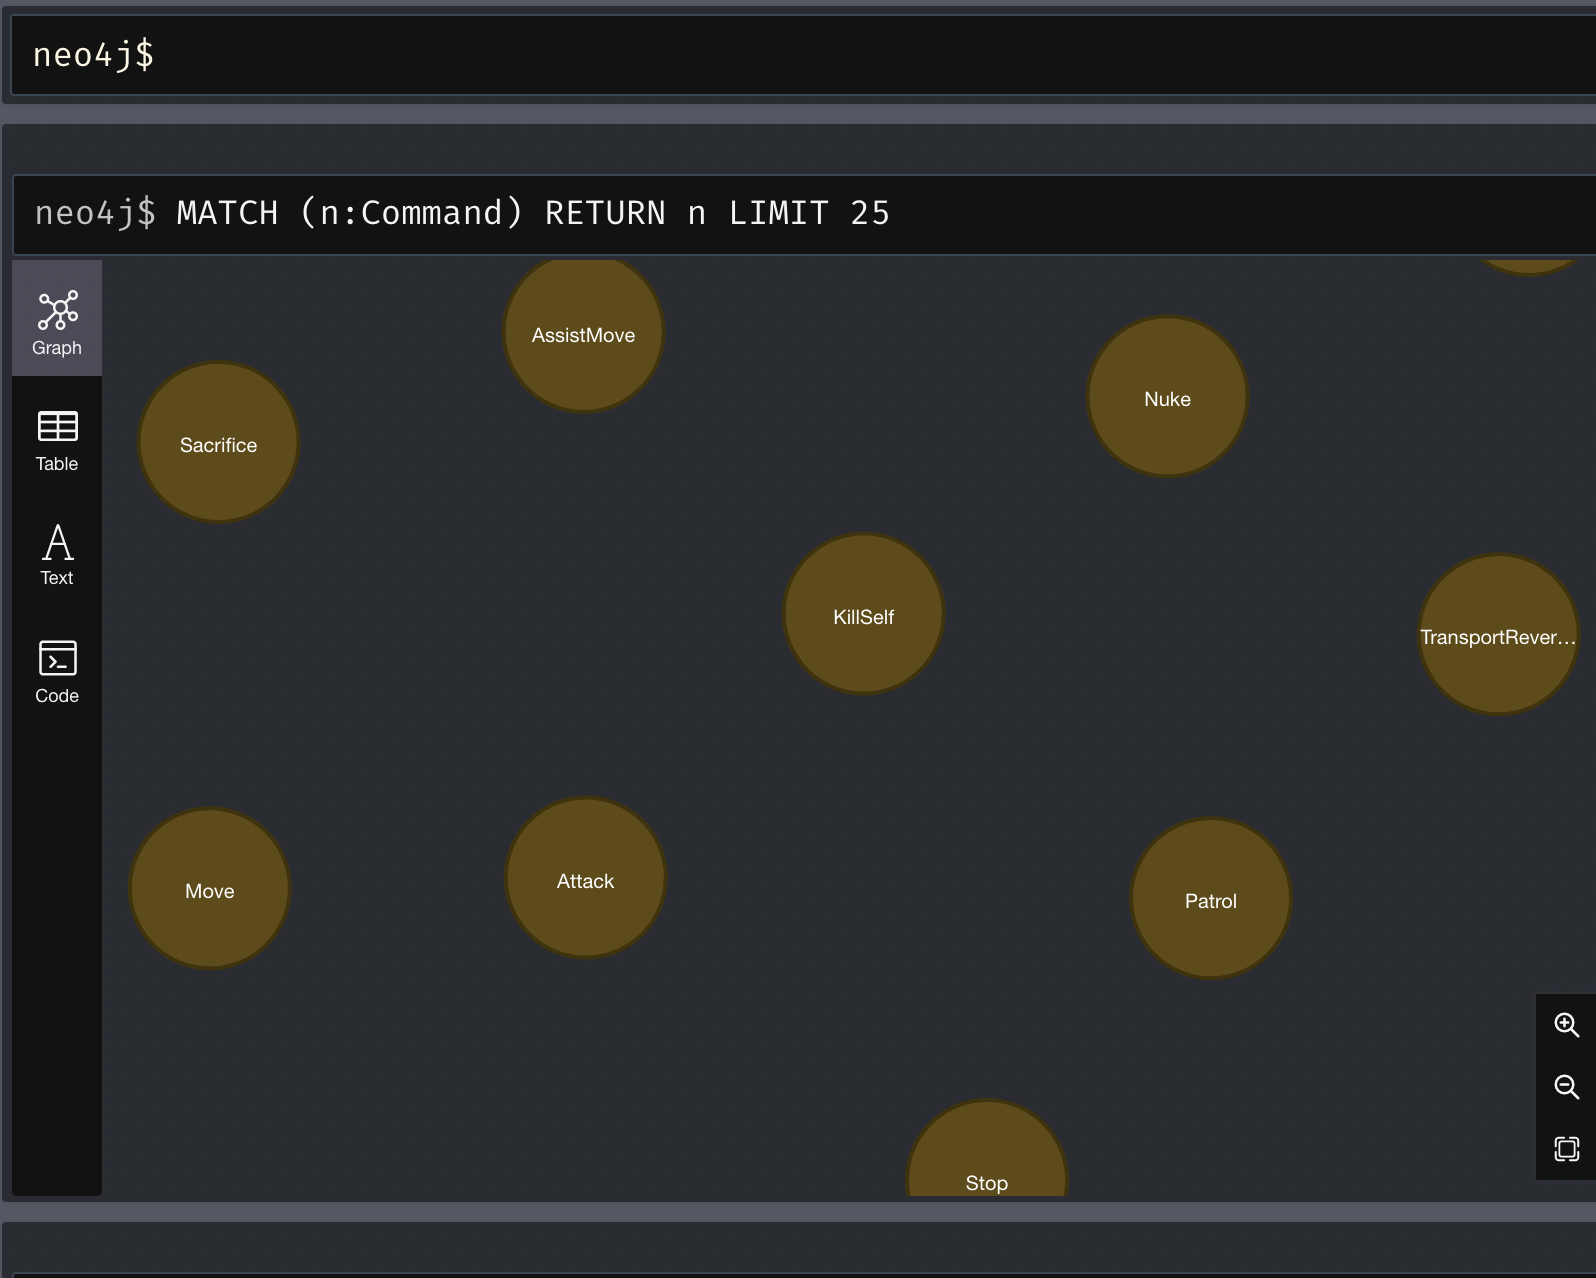 neo4j$
neo4j$ MATCH (n:Command) RETURN n LIMIT 25
Graph
Table
Text
Code
AssistMove
Nuke
Sacrifice
KillSelf
TransportRever…
Move
Attack
Patrol
Stop